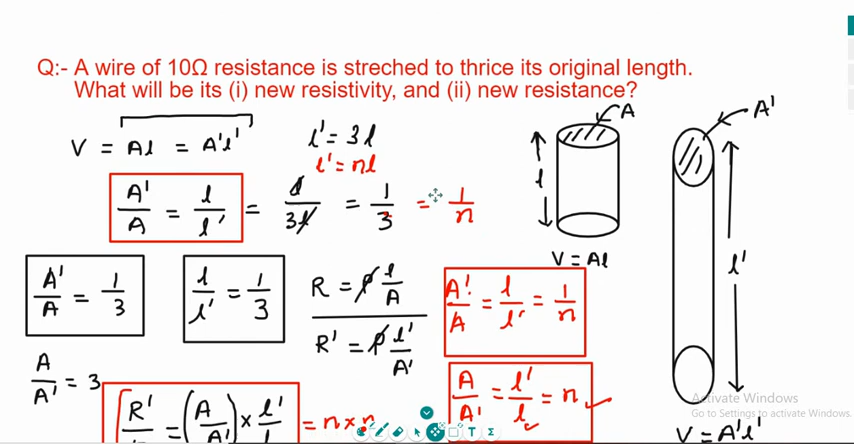 Q:- A wire of 10Ω resistance is streched to thrice its original length.
What will be its (i) new resistivity, and (ii) new resistance?
V = Al = A'l'
l' = 3l
l' = nl
A'/A = l/l' = l/3l = 1/3 = 1/n
A
A'
l
l'
V = Al
A'/A = 1/3
l/l' = 1/3
R = ρ l/A
R' = ρ l'/A'
A'/A = l/l' = 1/n
A/A' = 3
A/A' = l'/l = n
R'/ = (A/A') × l'/l = n × n
Activate Windows
Go to Settings to activate Windows.
V = A'l'